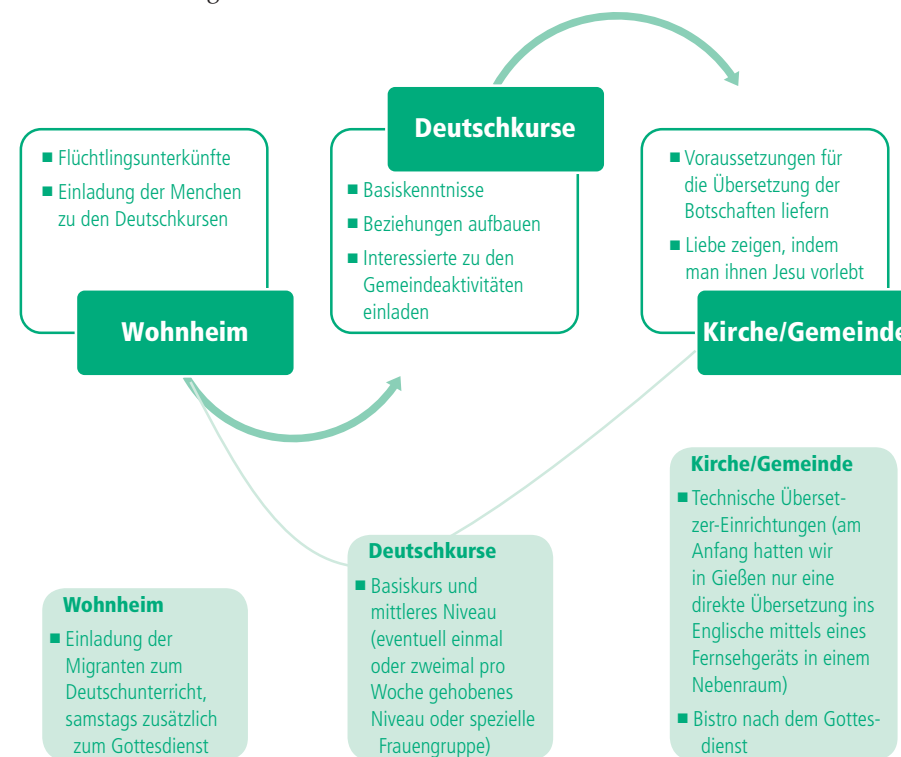 Flüchtlingsunterkünfte
Einladung der Menchen
zu den Deutschkursen
Wohnheim
Deutschkurse
Basiskenntnisse
Beziehungen aufbauen
Interessierte zu den
Gemeindeaktivitäten
einladen
Voraussetzungen für
die Übersetzung der
Botschaften liefern
Liebe zeigen, indem
man ihnen Jesu vorlebt
Kirche/Gemeinde
Wohnheim
Einladung der
Migranten zum
Deutschunterricht,
samstags zusätzlich
zum Gottesdienst
Deutschkurse
Basiskurs und
mittleres Niveau
(eventuell einmal
oder zweimal pro
Woche gehobenes
Niveau oder spezielle
Frauengruppe)
Kirche/Gemeinde
Technische Überset-
zer-Einrichtungen (am
Anfang hatten wir
in Gießen nur eine
direkte Übersetzung ins
Englische mittels eines
Fernsehgeräts in einem
Nebenraum)
Bistro nach dem Gottes-
dienst